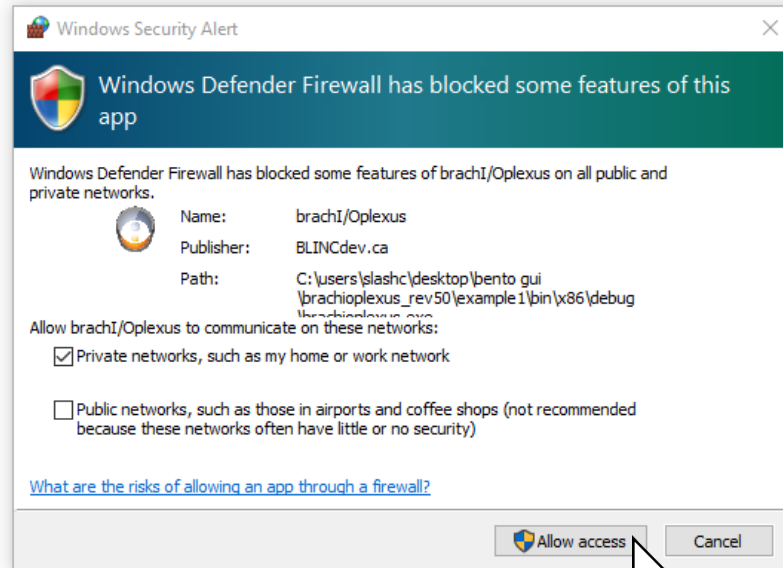 Windows Security Alert
Windows Defender Firewall has blocked some features of this
app
Windows Defender Firewall has blocked some features of brachI/Oplexus on all public and
private networks.
Name: brachI/Oplexus
Publisher: BLINCdev.ca
Path: C:\users\slashc\desktop\bento gui
\brachioplexus_rev50\example1\bin\x86\debug
\brachioplexus.exe
Allow brachI/Oplexus to communicate on these networks:
Private networks, such as my home or work network
Public networks, such as those in airports and coffee shops (not recommended
because these networks often have little or no security)
What are the risks of allowing an app through a firewall?
Allow access
Cancel